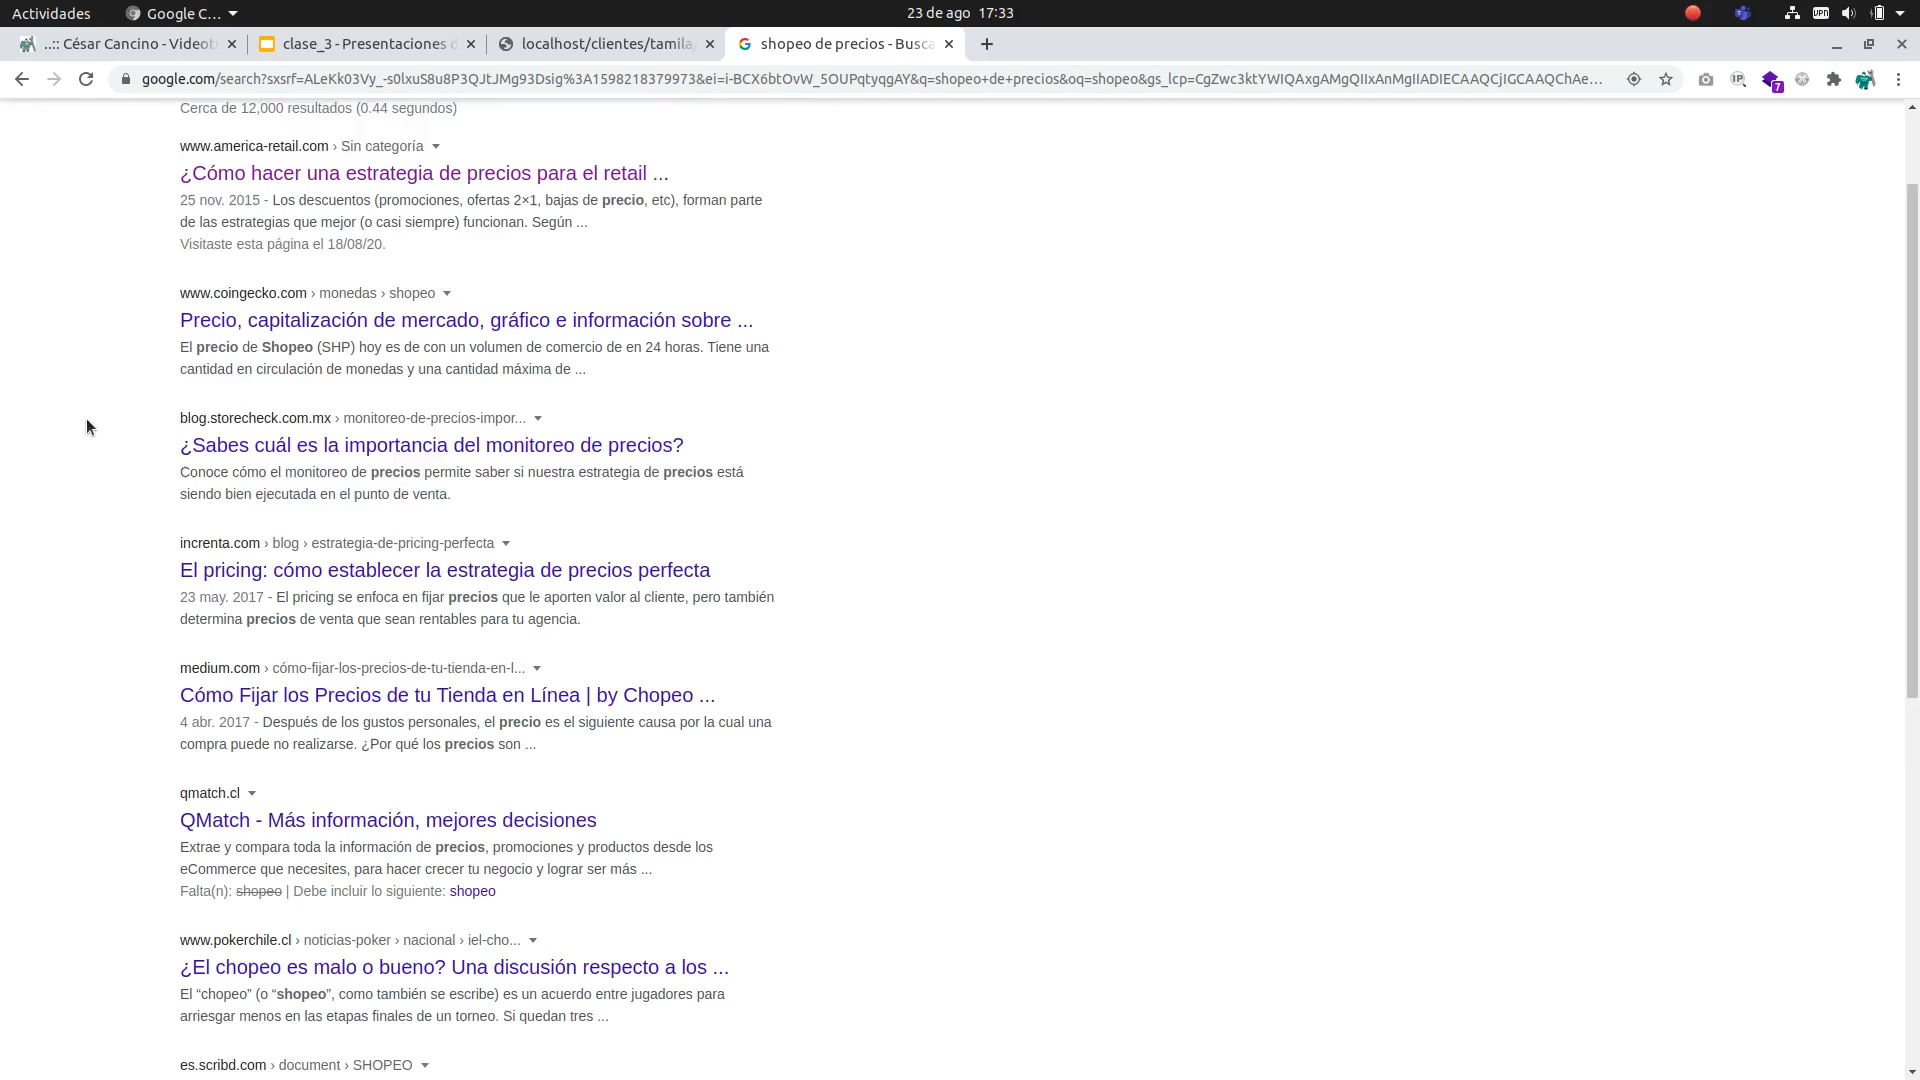 Actividades
Google C...
23 de ago 17:33
..:: César Cancino - Videot
clase_3 - Presentaciones d
localhost/clientes/tamila
shopeo de precios - Busca
google.com/search?sxsrf=ALeKk03Vy_-s0lxuS8u8P3QJtJMg93Dsig%3A1598218379973&ei=i-BCX6btOvW_5OUPqtyqgAY&q=shopeo+de+precios&oq=shopeo&gs_lcp=CgZwc3ktYWIQAxgAMgQIIxAnMgIIADIECAAQCjIGCAAQChAe...
7
Cerca de 12,000 resultados (0.44 segundos)
www.america-retail.com › Sin categoría
¿Cómo hacer una estrategia de precios para el retail ...
25 nov. 2015 - Los descuentos (promociones, ofertas 2×1, bajas de precio, etc), forman parte
de las estrategias que mejor (o casi siempre) funcionan. Según ...
Visitaste esta página el 18/08/20.
www.coingecko.com › monedas › shopeo
Precio, capitalización de mercado, gráfico e información sobre ...
El precio de Shopeo (SHP) hoy es de con un volumen de comercio de en 24 horas. Tiene una
cantidad en circulación de monedas y una cantidad máxima de ...
blog.storecheck.com.mx › monitoreo-de-precios-impor...
¿Sabes cuál es la importancia del monitoreo de precios?
Conoce cómo el monitoreo de precios permite saber si nuestra estrategia de precios está
siendo bien ejecutada en el punto de venta.
increnta.com › blog › estrategia-de-pricing-perfecta
El pricing: cómo establecer la estrategia de precios perfecta
23 may. 2017 - El pricing se enfoca en fijar precios que le aporten valor al cliente, pero también
determina precios de venta que sean rentables para tu agencia.
medium.com › cómo-fijar-los-precios-de-tu-tienda-en-l...
Cómo Fijar los Precios de tu Tienda en Línea | by Chopeo ...
4 abr. 2017 - Después de los gustos personales, el precio es el siguiente causa por la cual una
compra puede no realizarse. ¿Por qué los precios son ...
qmatch.cl
QMatch - Más información, mejores decisiones
Extrae y compara toda la información de precios, promociones y productos desde los
eCommerce que necesites, para hacer crecer tu negocio y lograr ser más ...
Falta(n): shopeo | Debe incluir lo siguiente: shopeo
www.pokerchile.cl › noticias-poker › nacional › iel-cho...
¿El chopeo es malo o bueno? Una discusión respecto a los ...
El “chopeo” (o “shopeo”, como también se escribe) es un acuerdo entre jugadores para
arriesgar menos en las etapas finales de un torneo. Si quedan tres ...
es.scribd.com › document › SHOPEO